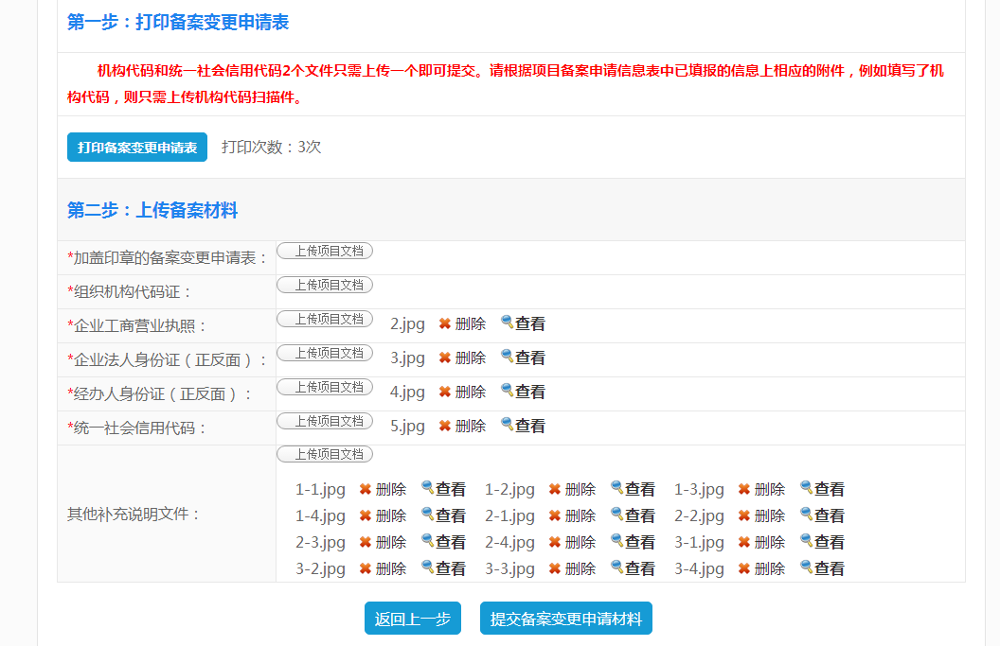 第一步：打印备案变更申请表
机构代码和统一社会信用代码2个文件只需上传一个即可提交。请根据项目备案申请信息表中已填报的信息上相应的附件，例如填写了机
构代码，则只需上传机构代码扫描件。
打印备案变更申请表 打印次数：3次
第二步：上传备案材料
*加盖印章的备案变更申请表： 上传项目文档
*组织机构代码证： 上传项目文档
*企业工商营业执照： 上传项目文档 2.jpg 删除 查看
*企业法人身份证（正反面）： 上传项目文档 3.jpg 删除 查看
*经办人身份证（正反面）： 上传项目文档 4.jpg 删除 查看
*统一社会信用代码： 上传项目文档 5.jpg 删除 查看
上传项目文档
1-1.jpg 删除 查看 1-2.jpg 删除 查看 1-3.jpg 删除 查看
其他补充说明文件： 1-4.jpg 删除 查看 2-1.jpg 删除 查看 2-2.jpg 删除 查看
2-3.jpg 删除 查看 2-4.jpg 删除 查看 3-1.jpg 删除 查看
3-2.jpg 删除 查看 3-3.jpg 删除 查看 3-4.jpg 删除 查看
返回上一步 提交备案变更申请材料